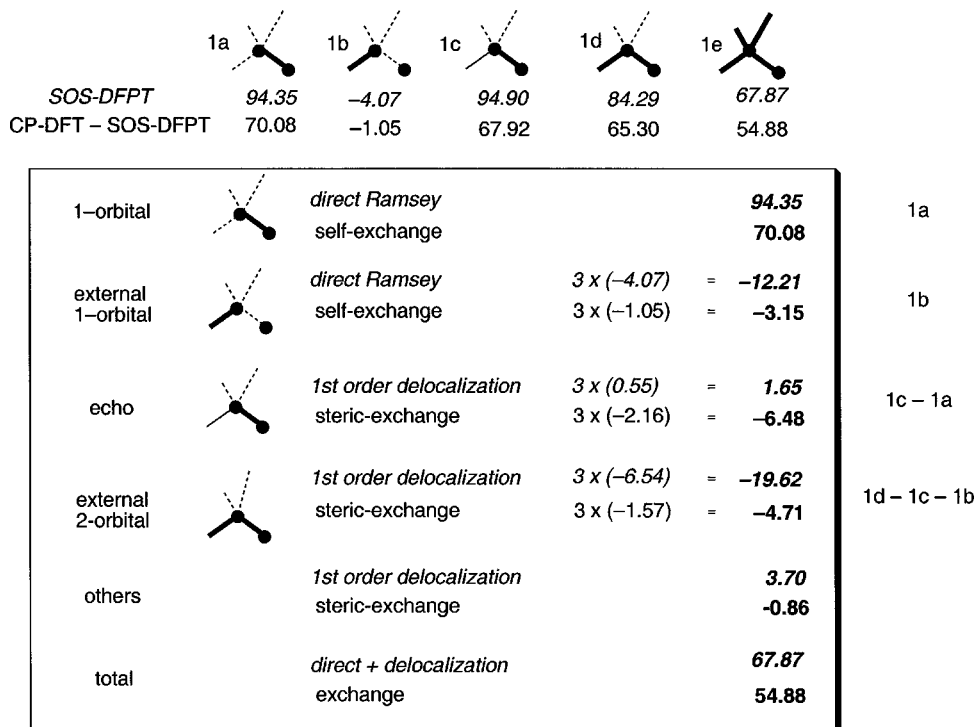 1a 1b 1c 1d 1e
SOS-DFPT 94.35 –4.07 94.90 84.29 67.87
CP-DFT – SOS-DFPT 70.08 –1.05 67.92 65.30 54.88
1–orbital direct Ramsey 94.35 1a
self-exchange 70.08
external 1–orbital direct Ramsey 3 x (–4.07) = –12.21 1b
self-exchange 3 x (–1.05) = –3.15
echo 1st order delocalization 3 x (0.55) = 1.65 1c – 1a
steric-exchange 3 x (–2.16) = –6.48
external 2-orbital 1st order delocalization 3 x (–6.54) = –19.62 1d – 1c – 1b
steric-exchange 3 x (–1.57) = –4.71
others 1st order delocalization 3.70
steric-exchange -0.86
total direct + delocalization 67.87
exchange 54.88